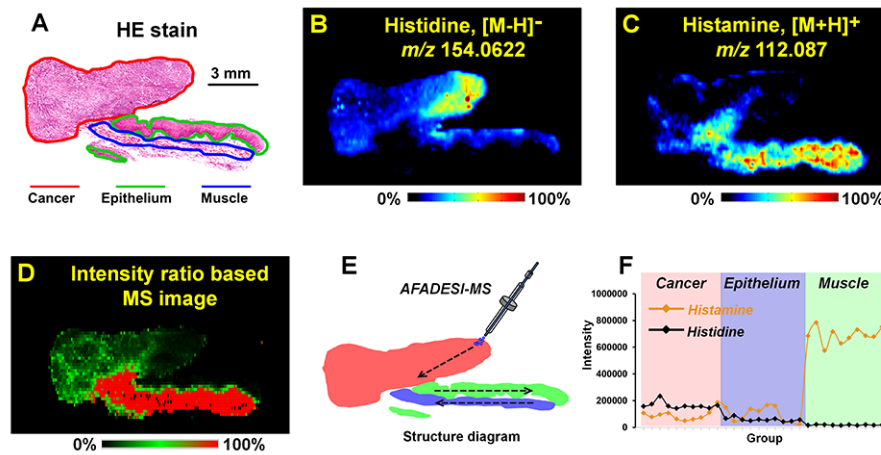 A
HE stain
3 mm
Cancer
Epithelium
Muscle
B
Histidine, [M-H]-
m/z 154.0622
0%
100%
C
Histamine, [M+H]+
m/z 112.087
0%
100%
D
Intensity ratio based
MS image
0%
100%
E
AFADESI-MS
Structure diagram
F
Cancer
Epithelium
Muscle
Histamine
Histidine
1000000
800000
600000
400000
200000
0
Intensity
Group